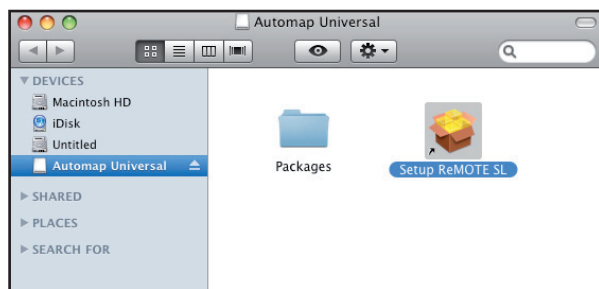 Automap Universal
DEVICES
Macintosh HD
iDisk
Untitled
Automap Universal
SHARED
PLACES
SEARCH FOR
Packages
Setup ReMOTE SL